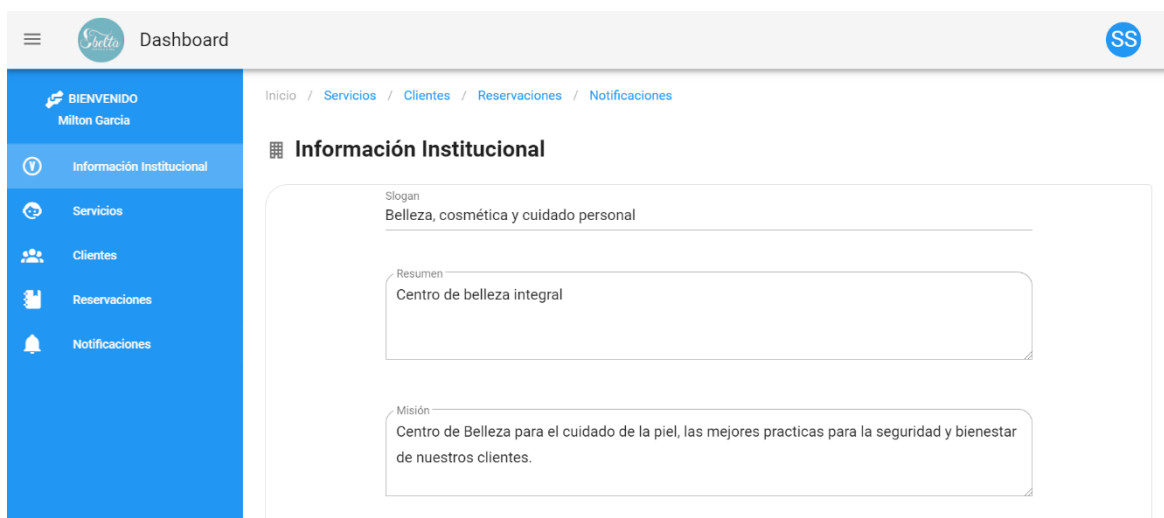 Sbelta
Dashboard
SS
BIENVENIDO
Milton Garcia
Información Institucional
Servicios
Clientes
Reservaciones
Notificaciones
Inicio / Servicios / Clientes / Reservaciones / Notificaciones
Información Institucional
Slogan
Belleza, cosmética y cuidado personal
Resumen
Centro de belleza integral
Misión
Centro de Belleza para el cuidado de la piel, las mejores practicas para la seguridad y bienestar
de nuestros clientes.